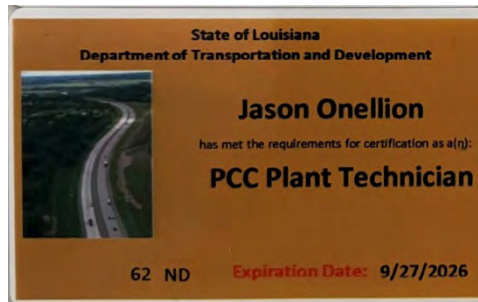 State of Louisiana
Department of Transportation and Development
Jason Onellion
has met the requirements for certification as a(n):
PCC Plant Technician
62 ND Expiration Date: 9/27/2026